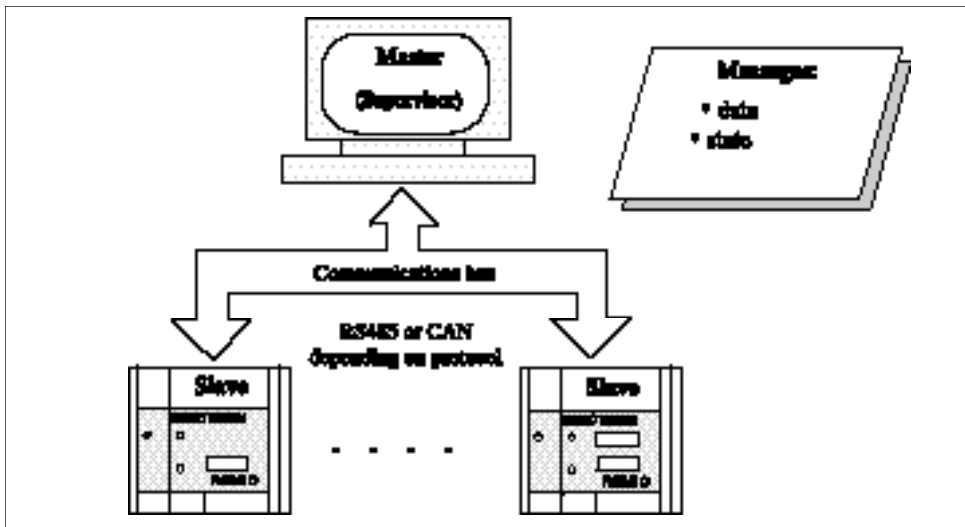 Master
(Supervisor)
Messages:
• data
• state
Communications bus
RS485 or CAN
depending on protocol
Slave
Slave